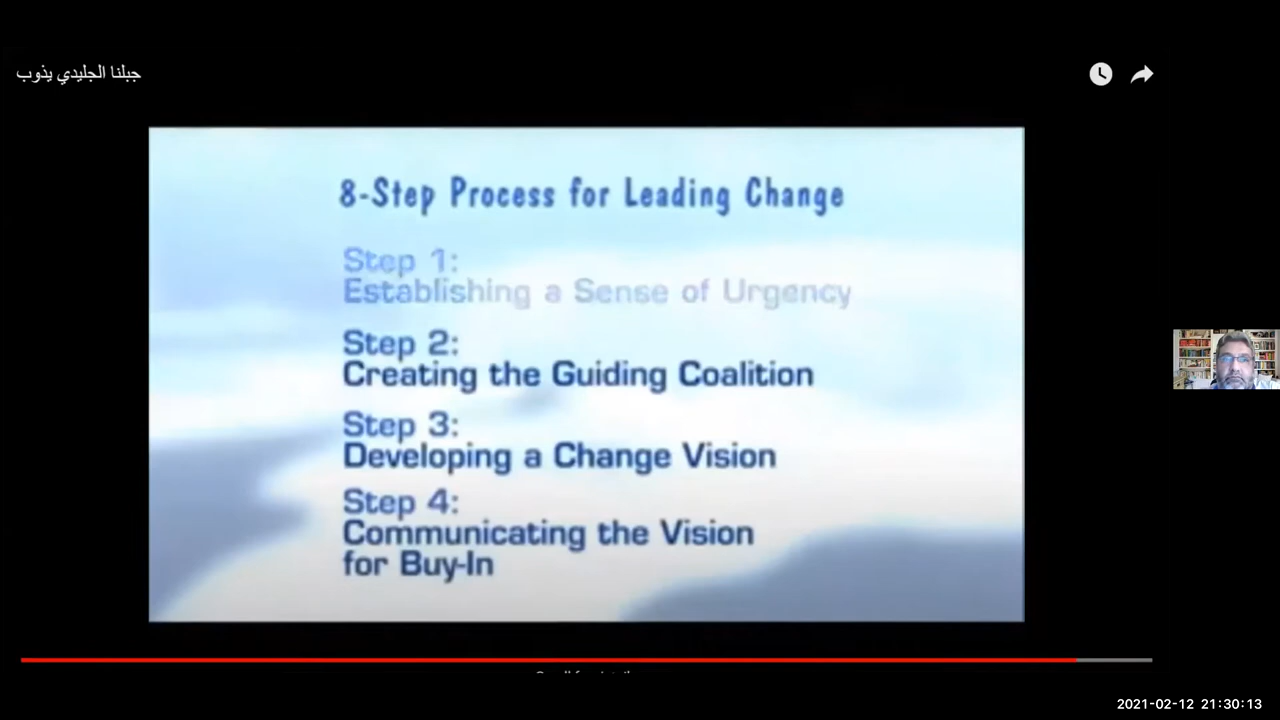 جبلنا الجليدي يذوب
8-Step Process for Leading Change
Step 1:
Establishing a Sense of Urgency
Step 2:
Creating the Guiding Coalition
Step 3:
Developing a Change Vision
Step 4:
Communicating the Vision
for Buy-In
2021-02-12 21:30:13